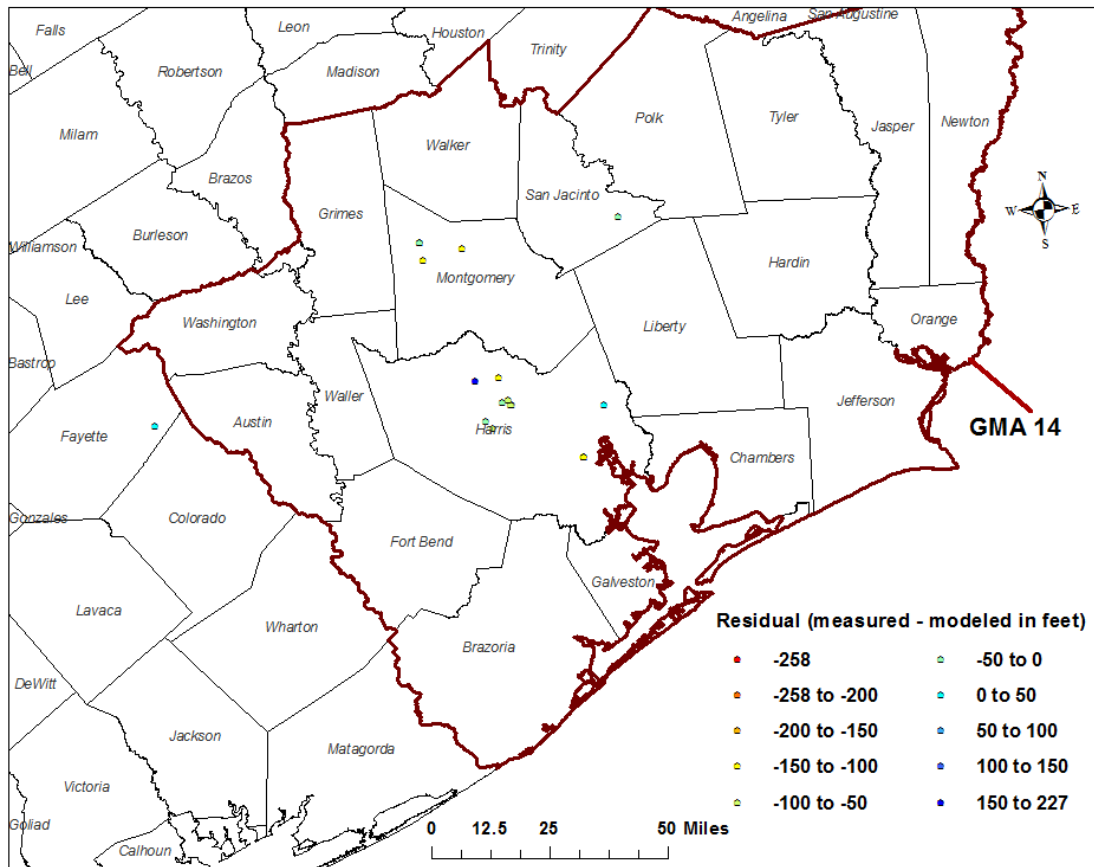 Falls
Leon
Houston
Angelina
San Augustine
Bell
Robertson
Madison
Trinity
Milam
Walker
Polk
Tyler
Jasper
Newton
Brazos
San Jacinto
Grimes
N
W E
S
Williamson
Burleson
Montgomery
Hardin
Lee
Washington
Liberty
Orange
Bastrop
Waller
Jefferson
Fayette
Austin
Harris
GMA 14
Chambers
Gonzales
Colorado
Fort Bend
Galveston
Lavaca
Wharton
Brazoria
DeWitt
Jackson
Matagorda
Victoria
Goliad
Calhoun
Residual (measured - modeled in feet)
-258
-258 to -200
-200 to -150
-150 to -100
-100 to -50
-50 to 0
0 to 50
50 to 100
100 to 150
150 to 227
0 12.5 25 50 Miles